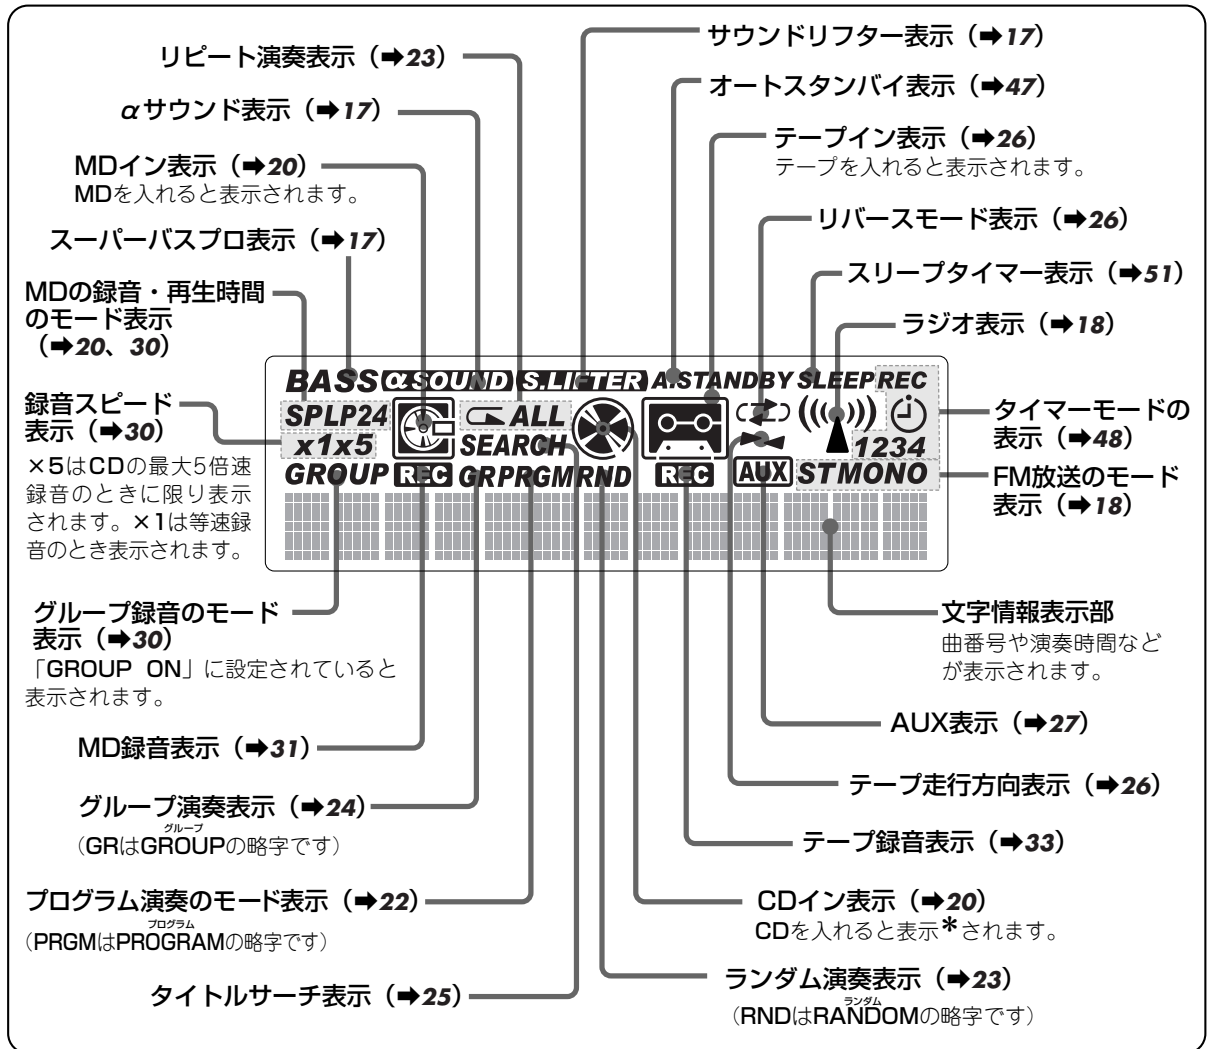 リピート演奏表示（➡23）
αサウンド表示（➡17）
MDイン表示（➡20）
MDを入れると表示されます。
スーパーバスプロ表示（➡17）
MDの録音・再生時間
のモード表示
（➡20、30）
録音スピード
表示（➡30）
×5はCDの最大5倍速
録音のときに限り表示
されます。×1は等速録
音のとき表示されます。
サウンドリフター表示（➡17）
オートスタンバイ表示（➡47）
テープイン表示（➡26）
テープを入れると表示されます。
リバースモード表示（➡26）
スリープタイマー表示（➡51）
ラジオ表示（➡18）
タイマーモードの
表示（➡48）
FM放送のモード
表示（➡18）
BASS αSOUND S.LIFTER A.STANDBY SLEEP REC
SPLP24 ALL
x1x5 SEARCH 1234
GROUP REC GR PRGM RND REC AUX ST MONO
グループ録音のモード
表示（➡30）
「GROUP ON」に設定されていると
表示されます。
MD録音表示（➡31）
グループ演奏表示（➡24）
グループ
（GRはGROUPの略字です）
プログラム演奏のモード表示（➡22）
プログラム
（PRGMはPROGRAMの略字です）
タイトルサーチ表示（➡25）
文字情報表示部
曲番号や演奏時間など
が表示されます。
AUX表示（➡27）
テープ走行方向表示（➡26）
テープ録音表示（➡33）
CDイン表示（➡20）
CDを入れると表示*されます。
ランダム演奏表示（➡23）
ランダム
（RNDはRANDOMの略字です）